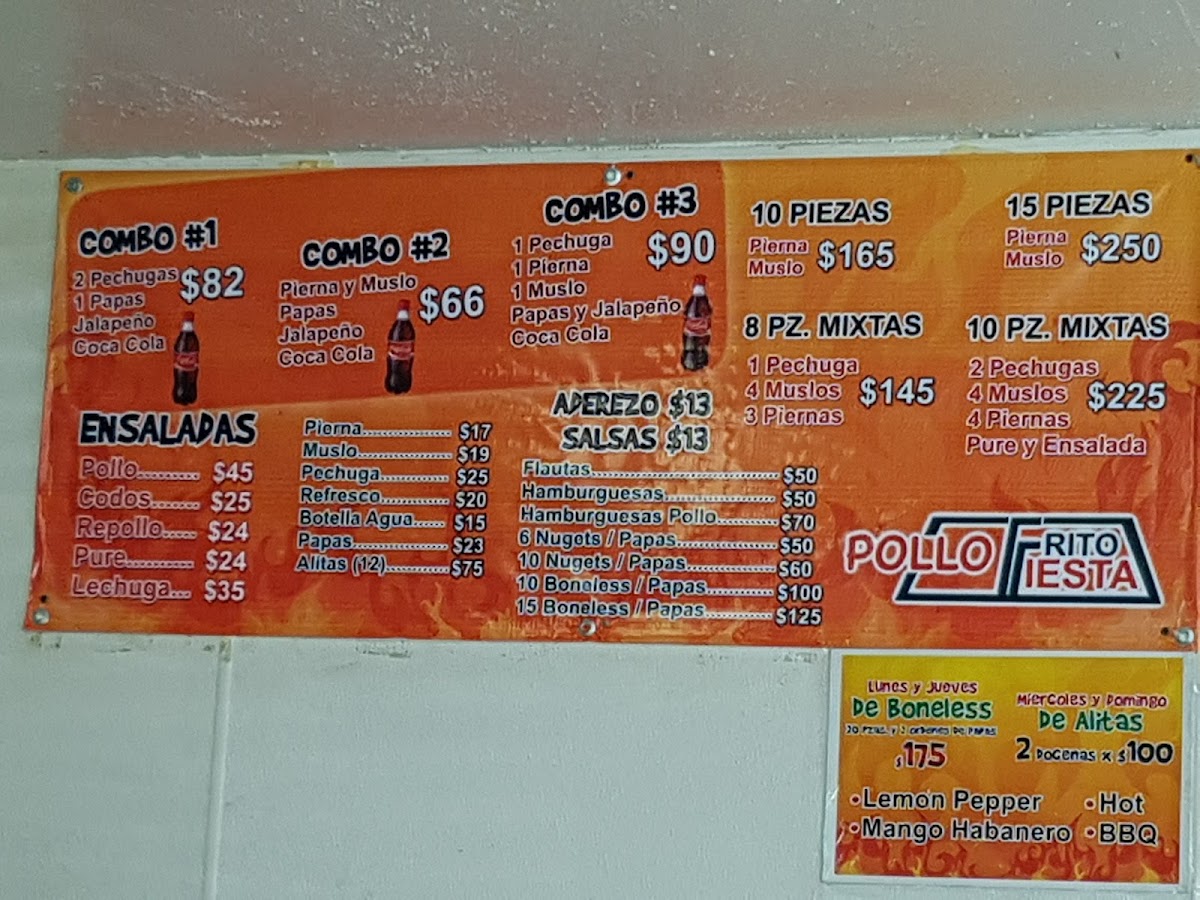 COMBO #1
2 Pechugas $82
1 Papas
Jalapeño
Coca Cola
COMBO #2
Pierna y Muslo
Papas $66
Jalapeño
Coca Cola
COMBO #3
1 Pechuga $90
1 Pierna
1 Muslo
Papas y Jalapeño
Coca Cola
10 PIEZAS
Pierna
Muslo $165
15 PIEZAS
Pierna
Muslo $250
8 PZ. MIXTAS
1 Pechuga
4 Muslos $145
3 Piernas
10 PZ. MIXTAS
2 Pechugas
4 Muslos $225
4 Piernas
Pure y Ensalada
ENSALADAS
Pollo......... $45
Codos....... $25
Repollo..... $24
Pure.......... $24
Lechuga... $35
Pierna............... $17
Muslo................ $19
Pechuga............ $25
Refresco........... $20
Botella Agua..... $15
Papas................ $23
Alitas (12).......... $75
ADEREZO $13
SALSAS $13
Flautas............................... $50
Hamburguesas.................. $50
Hamburguesas Pollo......... $70
6 Nugets / Papas................ $50
10 Nugets / Papas.............. $60
10 Boneless / Papas........... $100
15 Boneless / Papas........... $125
POLLO FRITO
FIESTA
Lunes y Jueves
De Boneless
$175
Miercoles y Domingo
De Alitas
2 Docenas x $100
•Lemon Pepper •Hot
•Mango Habanero •BBQ